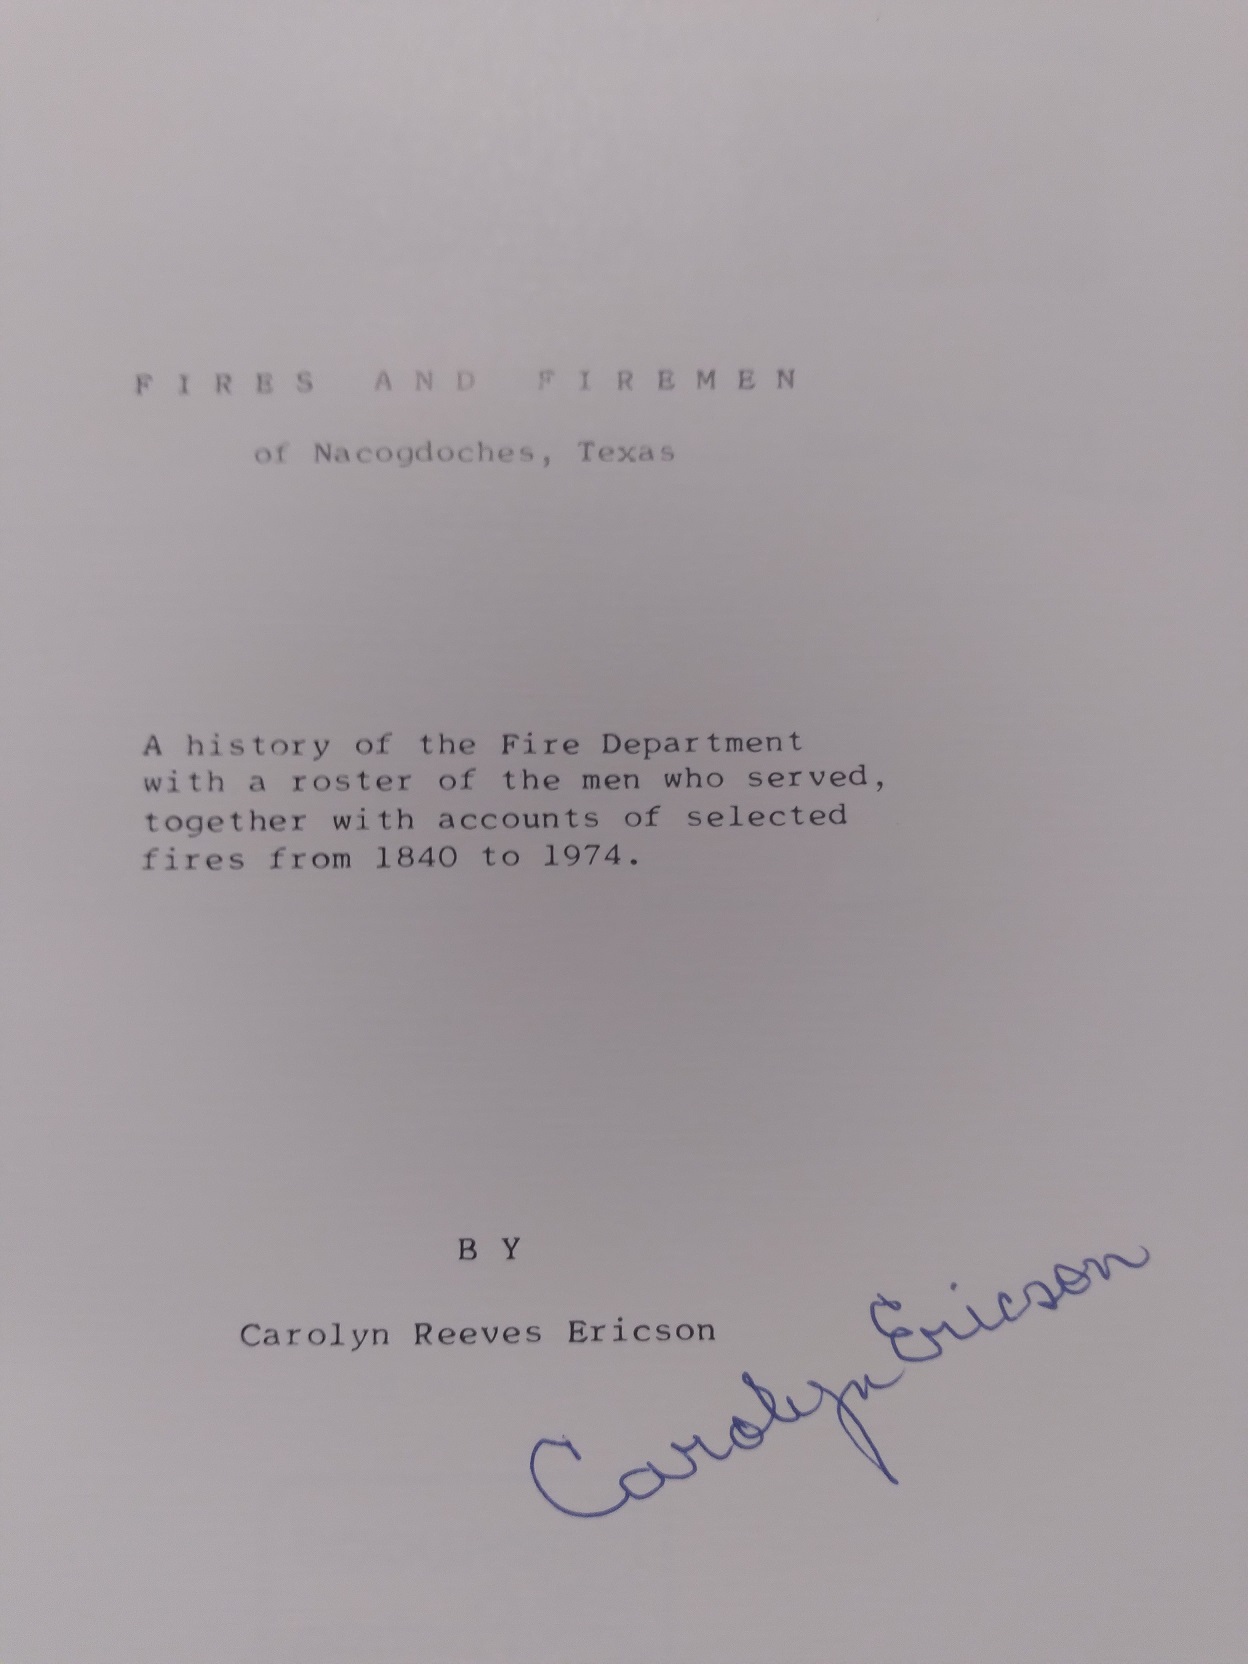 FIRES AND FIREMEN
of Nacogdoches, Texas
A history of the Fire Department
with a roster of the men who served,
together with accounts of selected
fires from 1840 to 1974.
BY
Carolyn Reeves Ericson
Carolyn Ericson